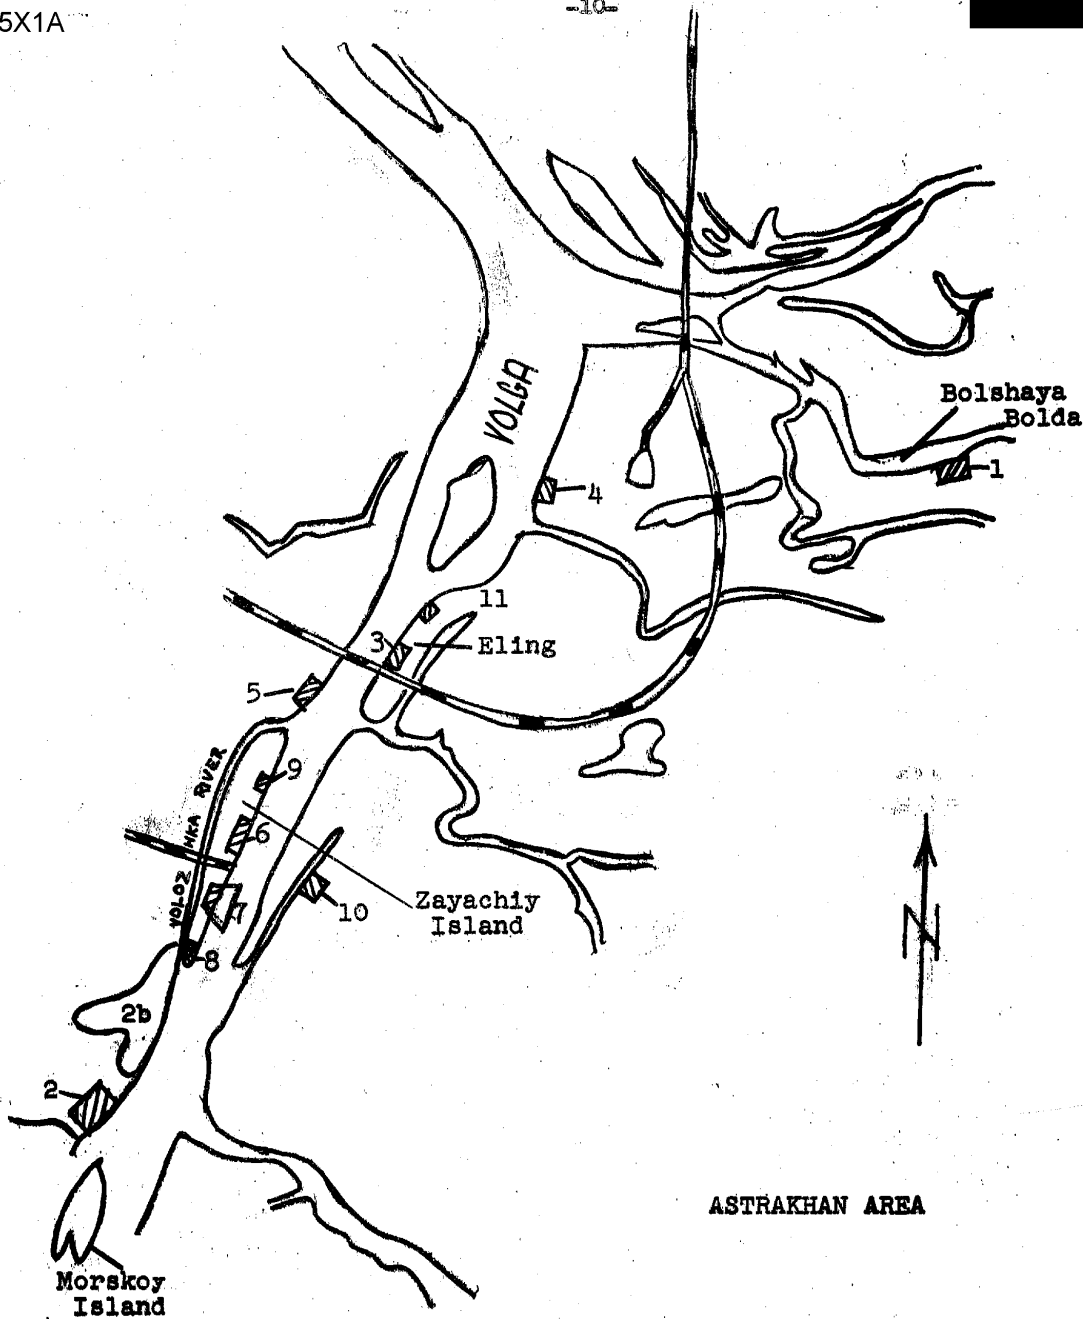 5X1A
-10-
VOLGA
Bolshaya
Bolda
1
4
11
3
Eling
5
VOLOZHKA RIVER
9
6
Zayachiy
Island
7
10
8
2b
2
N
ASTRAKHAN AREA
Morskoy
Island